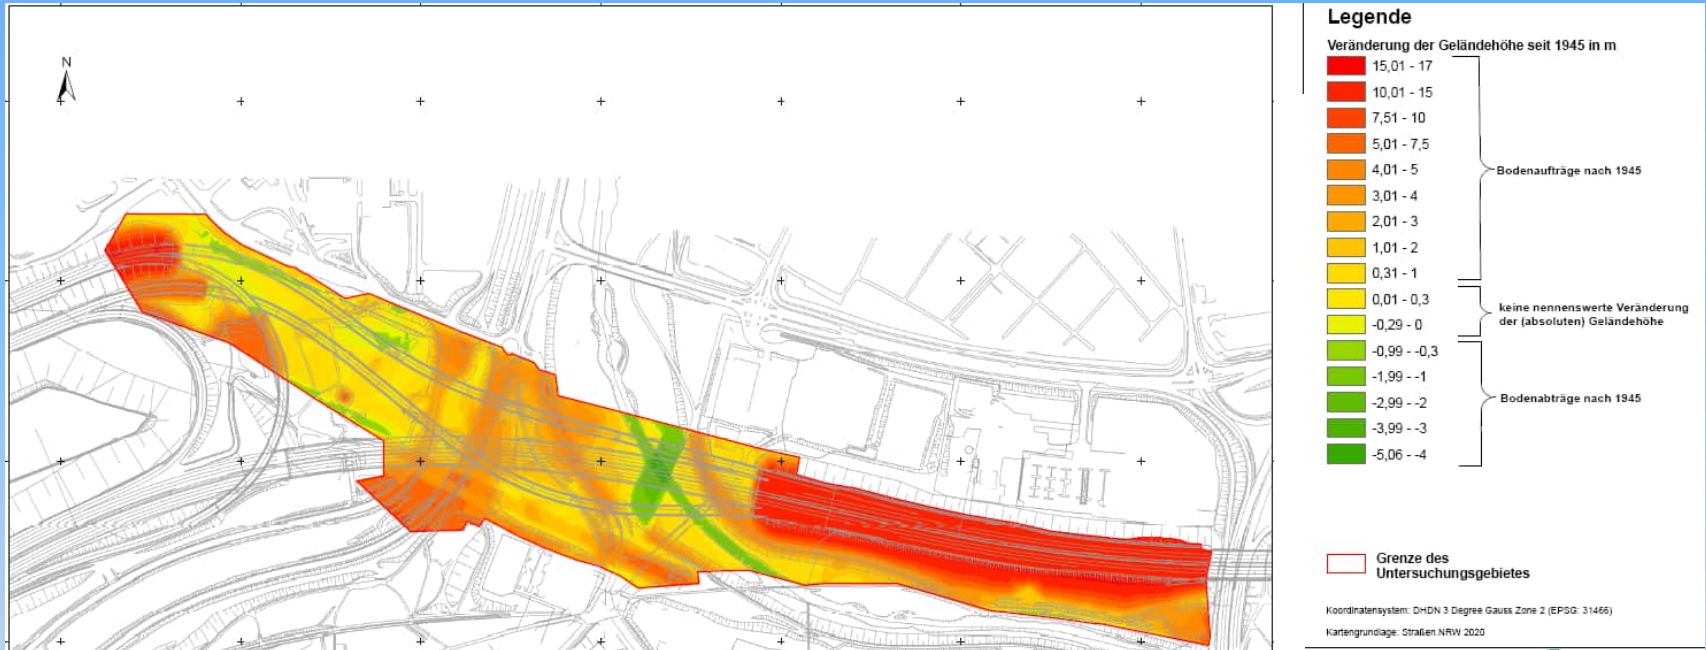 N
Legende
Veränderung der Geländehöhe seit 1945 in m
15,01 - 17
10,01 - 15
7,51 - 10
5,01 - 7,5
4,01 - 5
3,01 - 4
2,01 - 3
1,01 - 2
0,31 - 1
0,01 - 0,3
-0,29 - 0
-0,99 - -0,3
-1,99 - -1
-2,99 - -2
-3,99 - -3
-5,06 - -4
Bodenaufträge nach 1945
keine nennenswerte Veränderung
der (absoluten) Geländehöhe
Bodenabträge nach 1945
Grenze des
Untersuchungsgebietes
Koordinatensystem: DHDN 3 Degree Gauss Zone 2 (EPSG: 31466)
Kartengrundlage: Straßen.NRW 2020